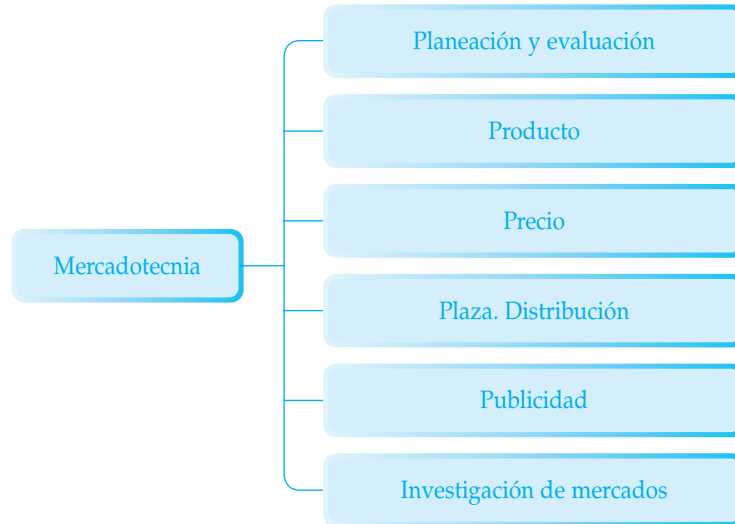 Planeación y evaluación
Producto
Precio
Mercadotecnia
Plaza. Distribución
Publicidad
Investigación de mercados